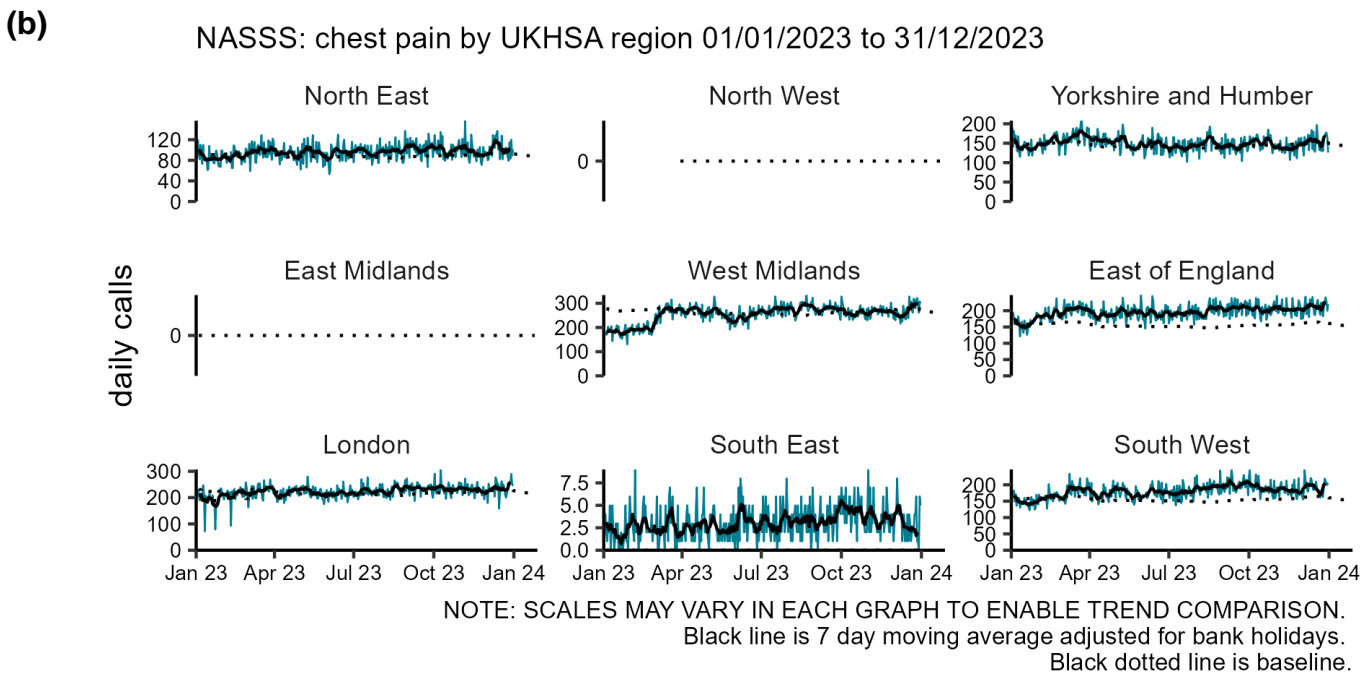 (b)
NASSS: chest pain by UKHSA region 01/01/2023 to 31/12/2023
North East
North West
Yorkshire and Humber
120
80
40
0
0
200
150
100
50
0
East Midlands
West Midlands
East of England
daily calls
0
300
200
100
0
200
150
100
50
0
London
South East
South West
300
200
100
0
7.5
5.0
2.5
0.0
200
150
100
50
0
Jan 23 Apr 23 Jul 23 Oct 23 Jan 24
Jan 23 Apr 23 Jul 23 Oct 23 Jan 24
Jan 23 Apr 23 Jul 23 Oct 23 Jan 24
NOTE: SCALES MAY VARY IN EACH GRAPH TO ENABLE TREND COMPARISON.
Black line is 7 day moving average adjusted for bank holidays.
Black dotted line is baseline.